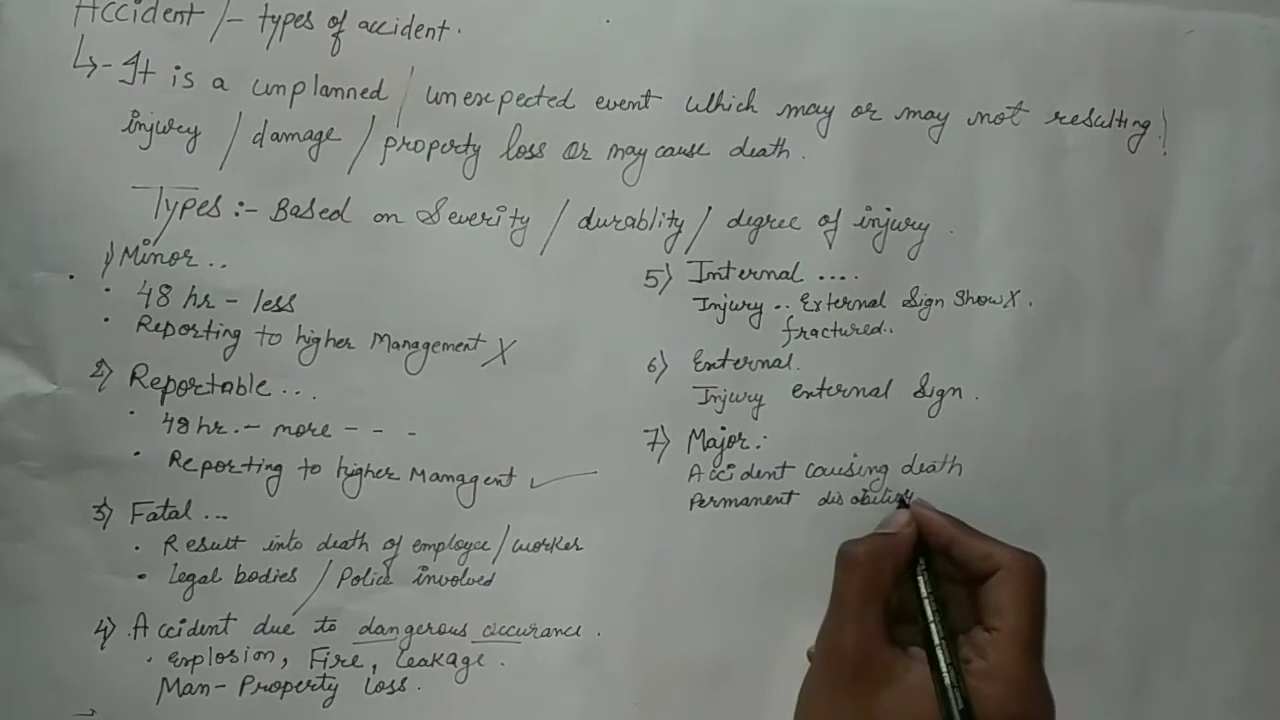 Accident /- types of accident.
↳- It is a unplanned / unexpected event which may or may not resulting /
injury / damage / property loss or may cause death.
Types :- Based on Severity / durablity / degree of injury.
1) Minor..
• 48 hr - less
• Reporting to higher Management X
2) Reportable...
• 48 hr. - more - - -
• Reporting to higher Managent ✓
3) Fatal ...
• Result into death of employee / worker
• Legal bodies / Police involved
4) Accident due to dangerous occurance.
• Explosion, Fire, Leakage.
Man- Property Loss.
5) Internal ....
Injury .. External Sign Show X.
fractured..
6) External.
Injury external Sign.
7) Major:-
Accident causing death
Permanent disability